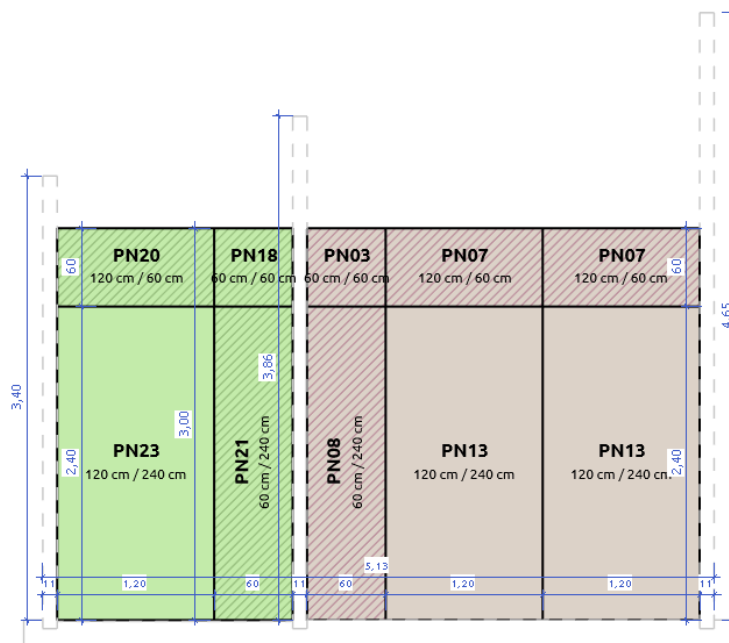 4,65
3,86
3,40
PN20
120 cm / 60 cm
PN18
60 cm / 60 cm
PN03
60 cm / 60 cm
PN07
120 cm / 60 cm
PN07
120 cm / 60 cm
60
60
3,00
2,40
2,40
PN23
120 cm / 240 cm
PN21
60 cm / 240 cm
PN08
60 cm / 240 cm
PN13
120 cm / 240 cm
PN13
120 cm / 240 cm
5,13
11
1,20
60
11
60
1,20
1,20
11